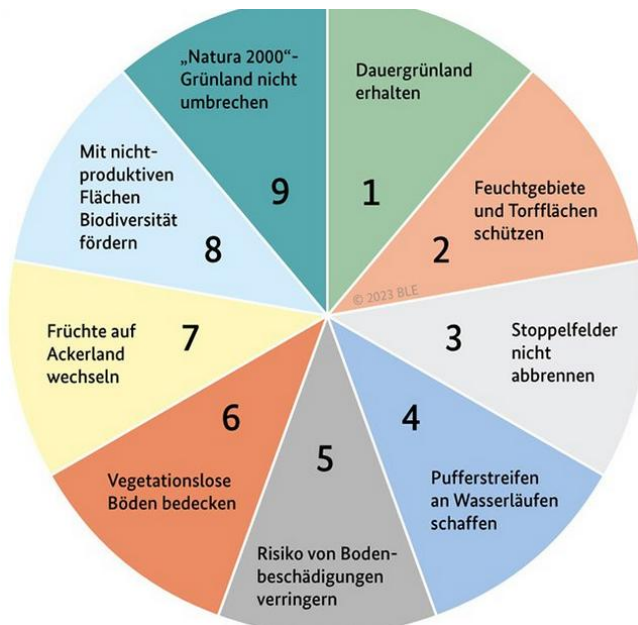 Dauergrünland
erhalten
1
Feuchtgebiete
und Torfflächen
schützen
2
© 2023 BLE
Stoppelfelder
nicht
abbrennen
3
Pufferstreifen
an Wasserläufen
schaffen
4
Risiko von Boden-
beschädigungen
verringern
5
Vegetationslose
Böden bedecken
6
Früchte auf
Ackerland
wechseln
7
Mit nicht-
produktiven
Flächen
Biodiversität
fördern
8
„Natura 2000“-
Grünland nicht
umbrechen
9